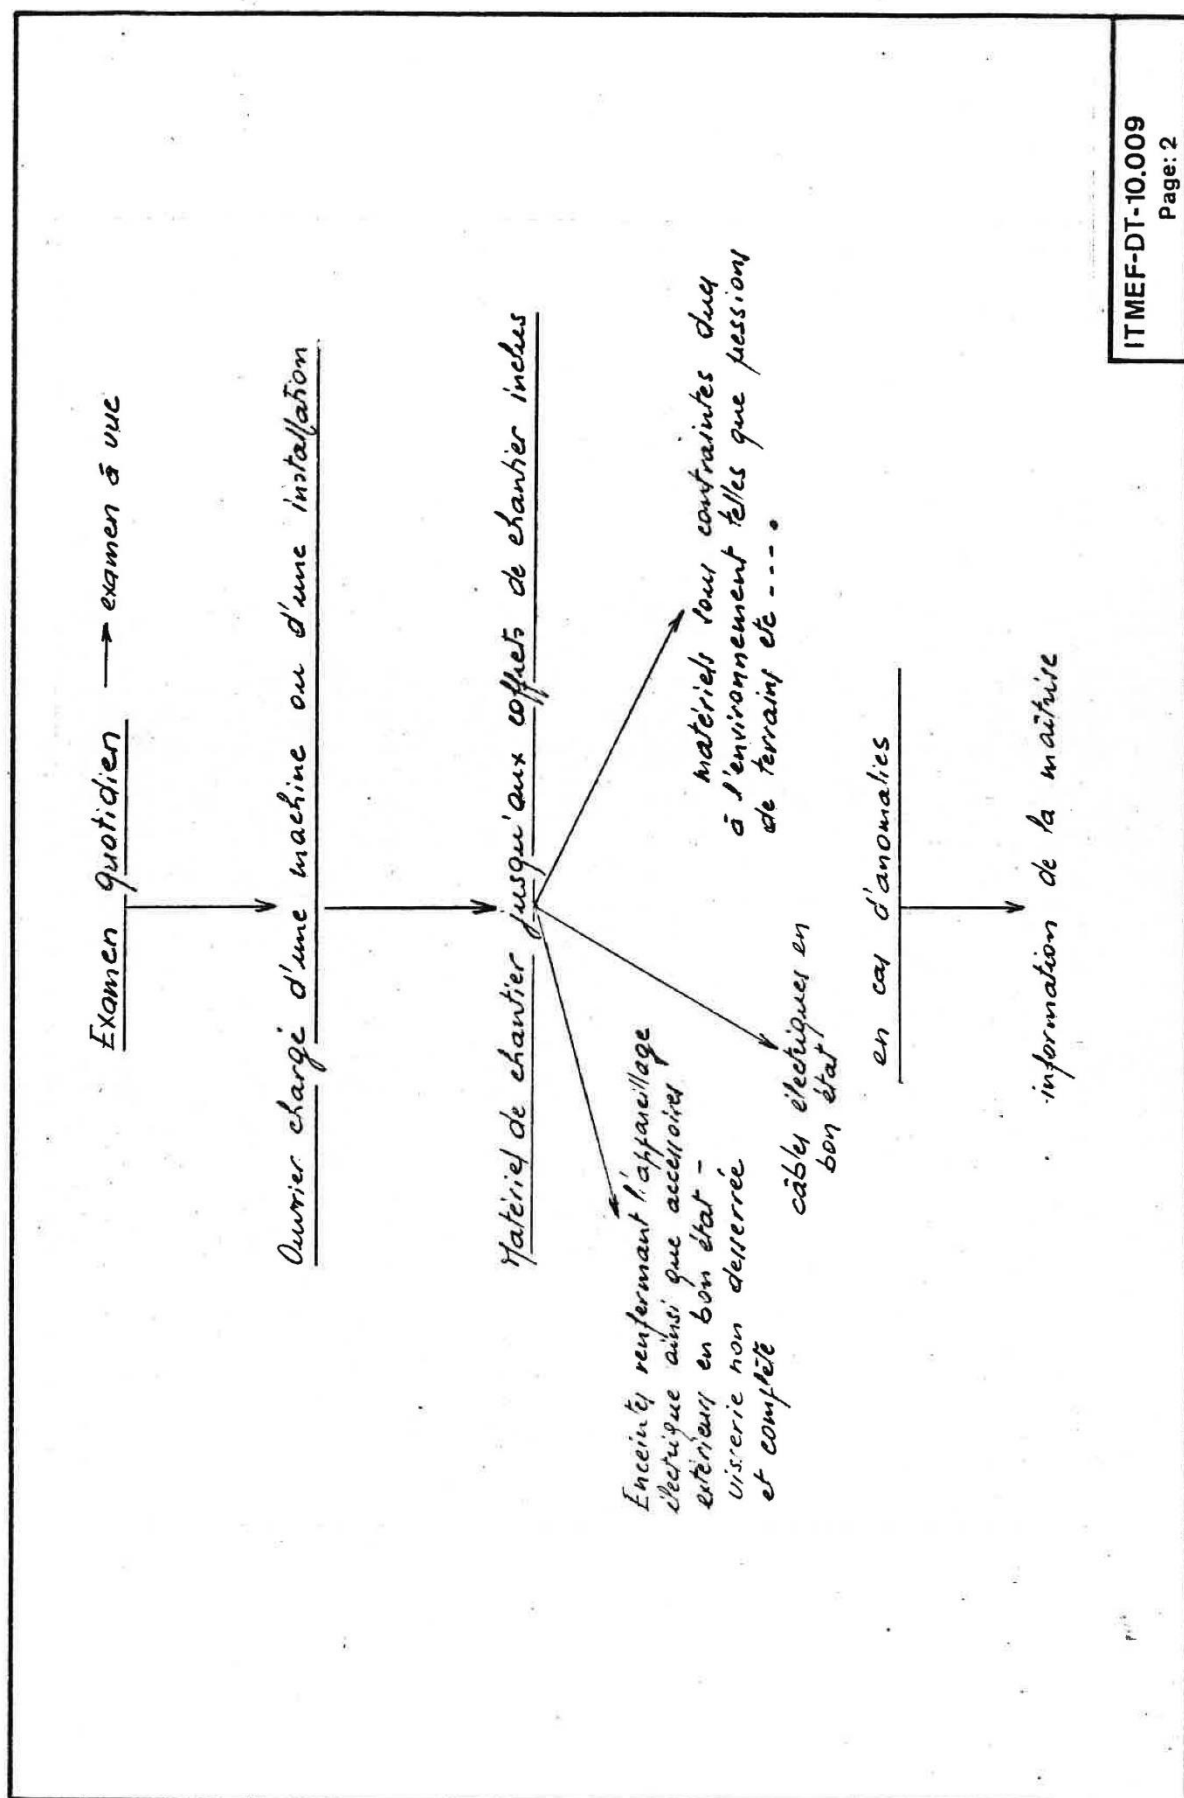 Examen quotidien → examen à vue
Ouvrier chargé d'une machine ou d'une installation
Matériel de chantier jusqu'aux coffrets de chantier inclus
Enceintes renfermant l'appareillage
électrique ainsi que accessoires
extérieurs en bon état -
visserie non desserrée
et complète
câbles électriques en
bon état
matériels sous contraintes dues
à l'environnement telles que pressions
de terrains etc ----.
en cas d'anomalies
information de la maîtrise
ITMEF-DT-10.009
Page: 2